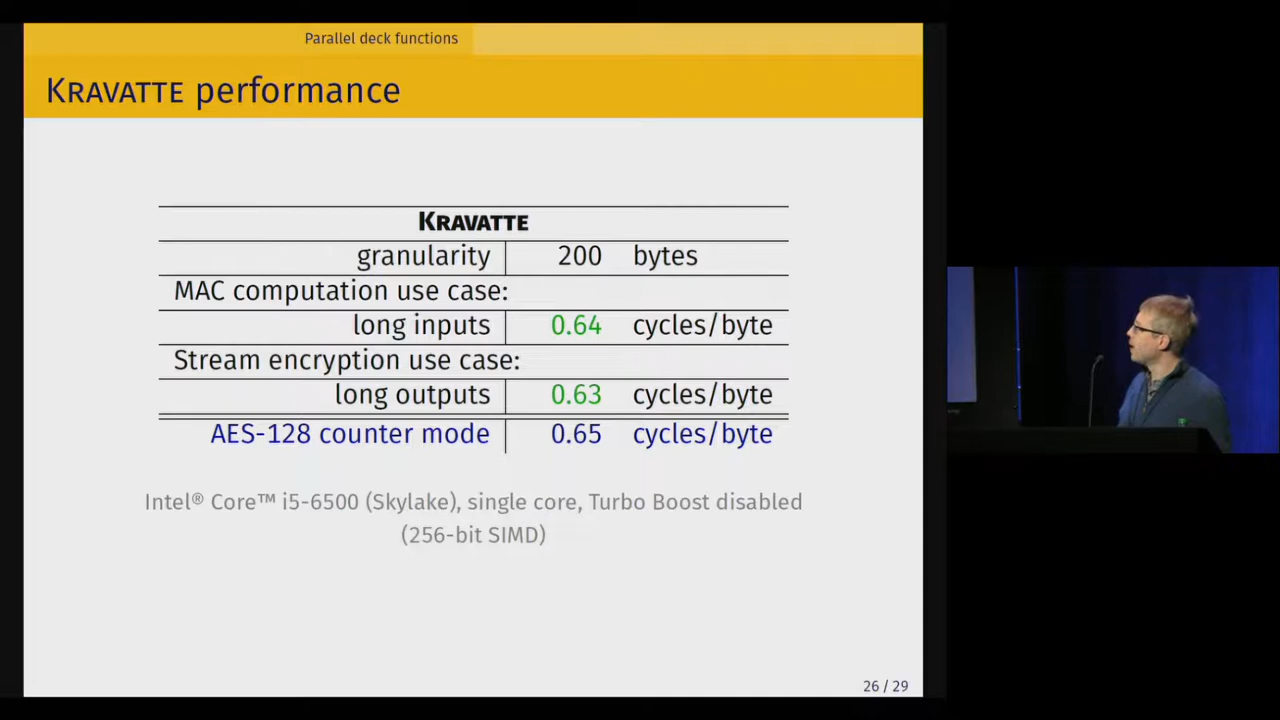 Parallel deck functions
KRAVATTE performance
KRAVATTE
granularity 200 bytes
MAC computation use case:
long inputs 0.64 cycles/byte
Stream encryption use case:
long outputs 0.63 cycles/byte
AES-128 counter mode 0.65 cycles/byte
Intel® Core™ i5-6500 (Skylake), single core, Turbo Boost disabled
(256-bit SIMD)
26 / 29